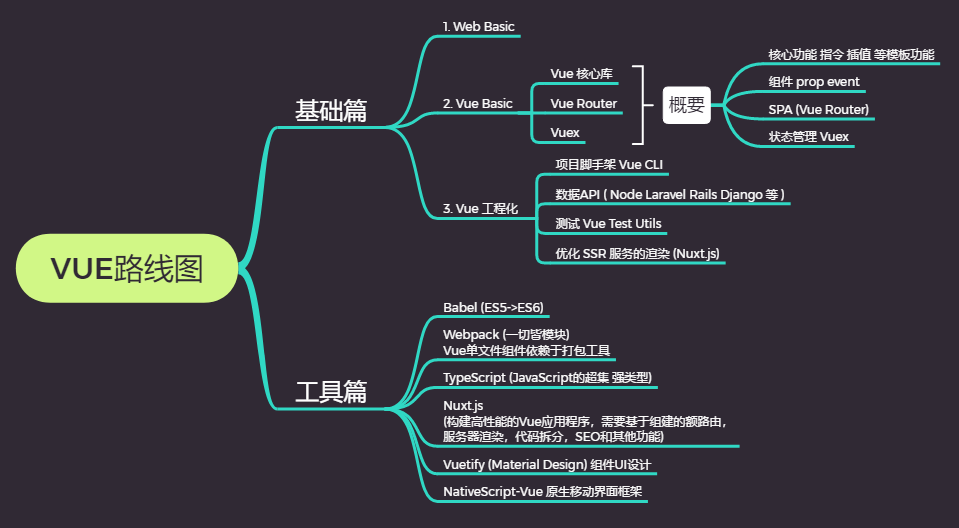 VUE路线图
基础篇
1. Web Basic
2. Vue Basic
Vue 核心库
Vue Router
Vuex
概要
核心功能 指令 插值 等模板功能
组件 prop event
SPA (Vue Router)
状态管理 Vuex
3. Vue 工程化
项目脚手架 Vue CLI
数据API ( Node Laravel Rails Django 等 )
测试 Vue Test Utils
优化 SSR 服务的渲染 (Nuxt.js)
工具篇
Babel (ES5->ES6)
Webpack (一切皆模块)
Vue单文件组件依赖于打包工具
TypeScript (JavaScript的超集 强类型)
Nuxt.js
(构建高性能的Vue应用程序，需要基于组建的额路由，
服务器渲染，代码拆分，SEO和其他功能)
Vuetify (Material Design) 组件UI设计
NativeScript-Vue 原生移动界面框架